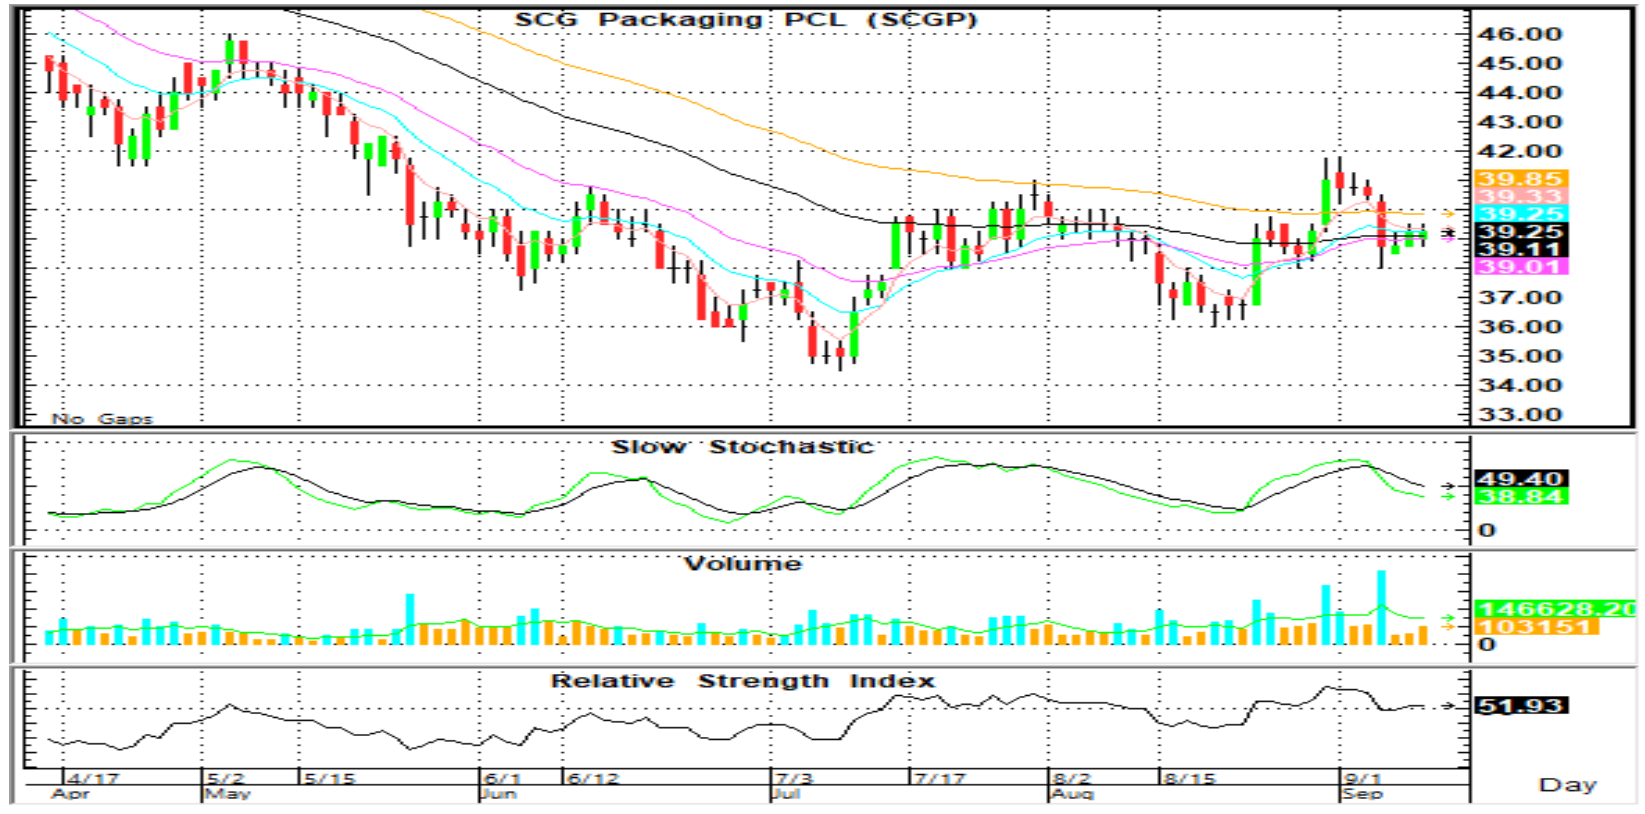 SCG Packaging PCL (SCGP)
46.00
45.00
44.00
43.00
42.00
39.85
39.33
39.25
39.25
39.11
39.01
37.00
36.00
35.00
34.00
33.00
No Gaps
Slow Stochastic
49.40
38.84
0
Volume
146628.20
103151
0
Relative Strength Index
51.93
4/17 5/2 5/15 6/1 6/12 7/3 7/17 8/2 8/15 9/1
Apr May Jun Jul Aug Sep
Day